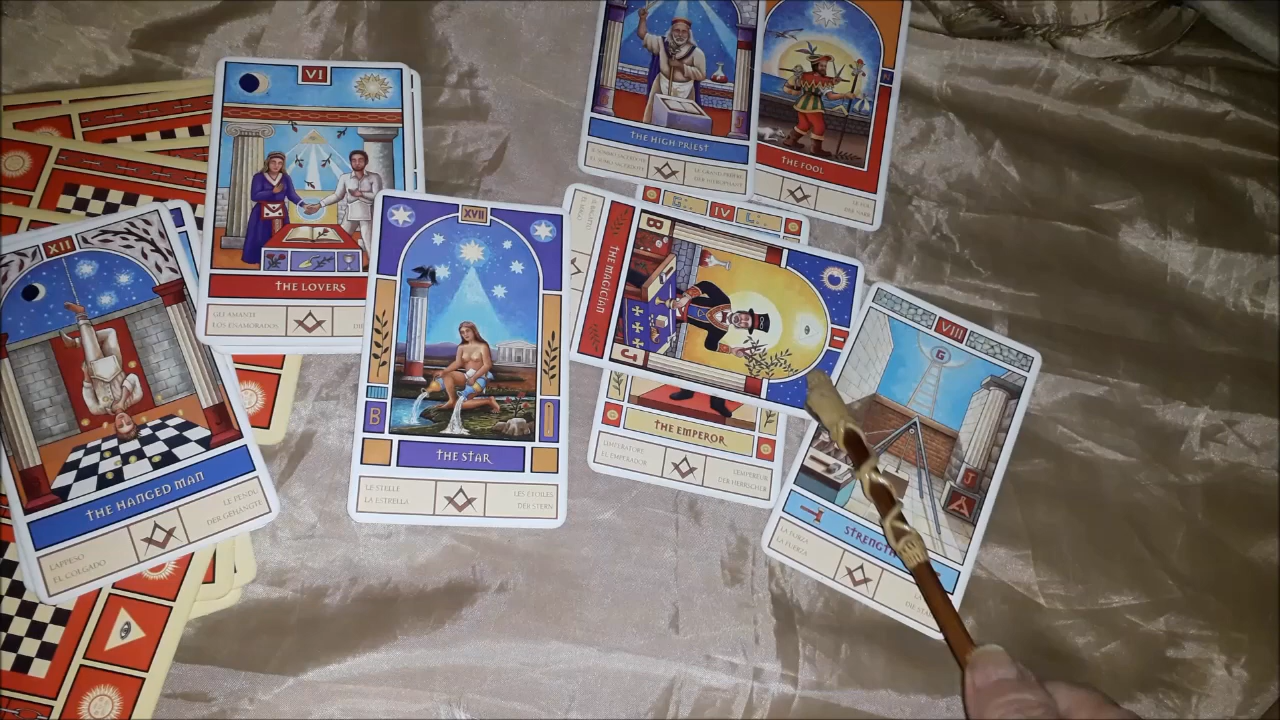 VI
THE LOVERS
GLI AMANTI
LOS ENAMORADOS
XII
THE HANGED MAN
L'APPESO
EL COLGADO
LE PENDU
DER GEHÄNGTE
XVII
B
THE STAR
LE STELLE
LA ESTRELLA
LES ÉTOILES
DER STERN
THE HIGH PRIEST
THE FOOL
G IV L
THE MAGICIAN
B
J
I
THE EMPEROR
L'IMPERATORE
EL EMPERADOR
L'EMPEREUR
DER HERRSCHER
VIII
G
J
STRENGTH
LA FORZA
LA FUERZA